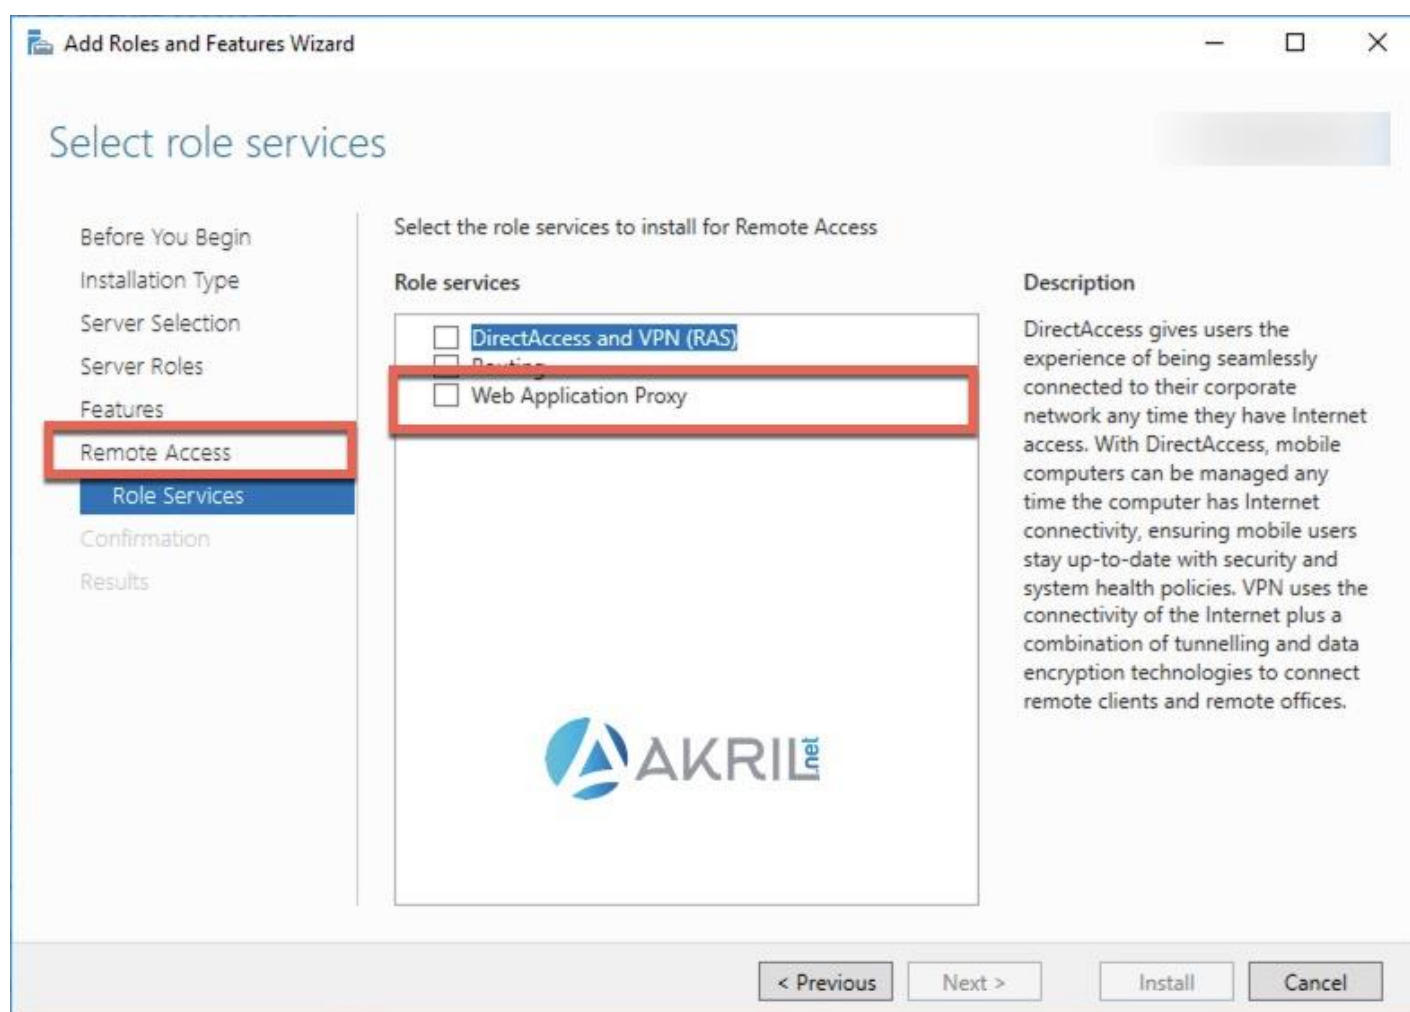 Add Roles and Features Wizard
Select role services
Before You Begin
Installation Type
Server Selection
Server Roles
Features
Remote Access
Role Services
Confirmation
Results
Select the role services to install for Remote Access
Role services
DirectAccess and VPN (RAS)
Routing
Web Application Proxy
AKRIL.net
Description
DirectAccess gives users the
experience of being seamlessly
connected to their corporate
network any time they have Internet
access. With DirectAccess, mobile
computers can be managed any
time the computer has Internet
connectivity, ensuring mobile users
stay up-to-date with security and
system health policies. VPN uses the
connectivity of the Internet plus a
combination of tunnelling and data
encryption technologies to connect
remote clients and remote offices.
< Previous
Next >
Install
Cancel